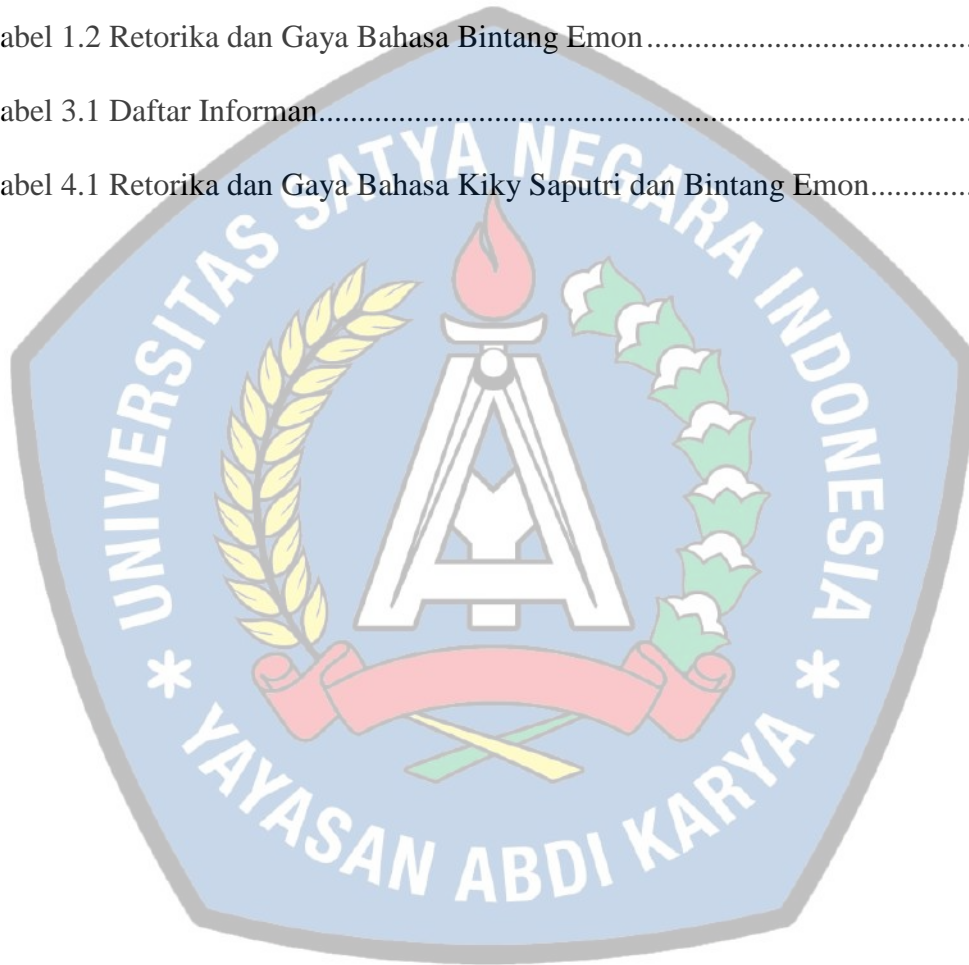 abel 1.2 Retorika dan Gaya Bahasa Bintang Emon.....................................
abel 3.1 Daftar Informan...............................................................................
abel 4.1 Retorika dan Gaya Bahasa Kiky Saputri dan Bintang Emon.............
UNIVERSITAS SATYA NEGARA INDONESIA
* YAYASAN ABDI KARYA *